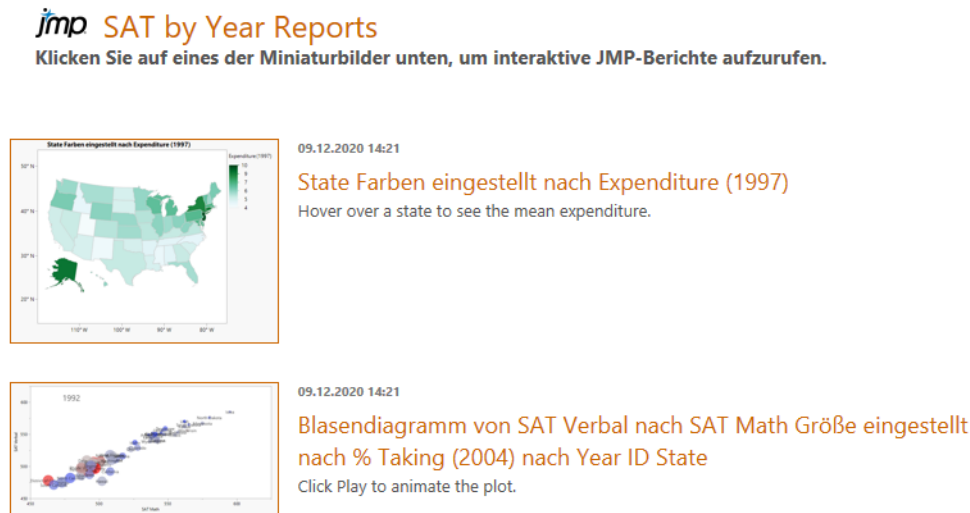 jmp SAT by Year Reports
Klicken Sie auf eines der Miniaturbilder unten, um interaktive JMP-Berichte aufzurufen.
State Farben eingestellt nach Expenditure (1997)
Expenditure(1997)
10
9
8
7
6
5
4
50° N
40° N
30° N
20° N
110° W 100° W 90° W 80° W
09.12.2020 14:21
State Farben eingestellt nach Expenditure (1997)
Hover over a state to see the mean expenditure.
1992
SAT Verbal
SAT Math
09.12.2020 14:21
Blasendiagramm von SAT Verbal nach SAT Math Größe eingestellt
nach % Taking (2004) nach Year ID State
Click Play to animate the plot.